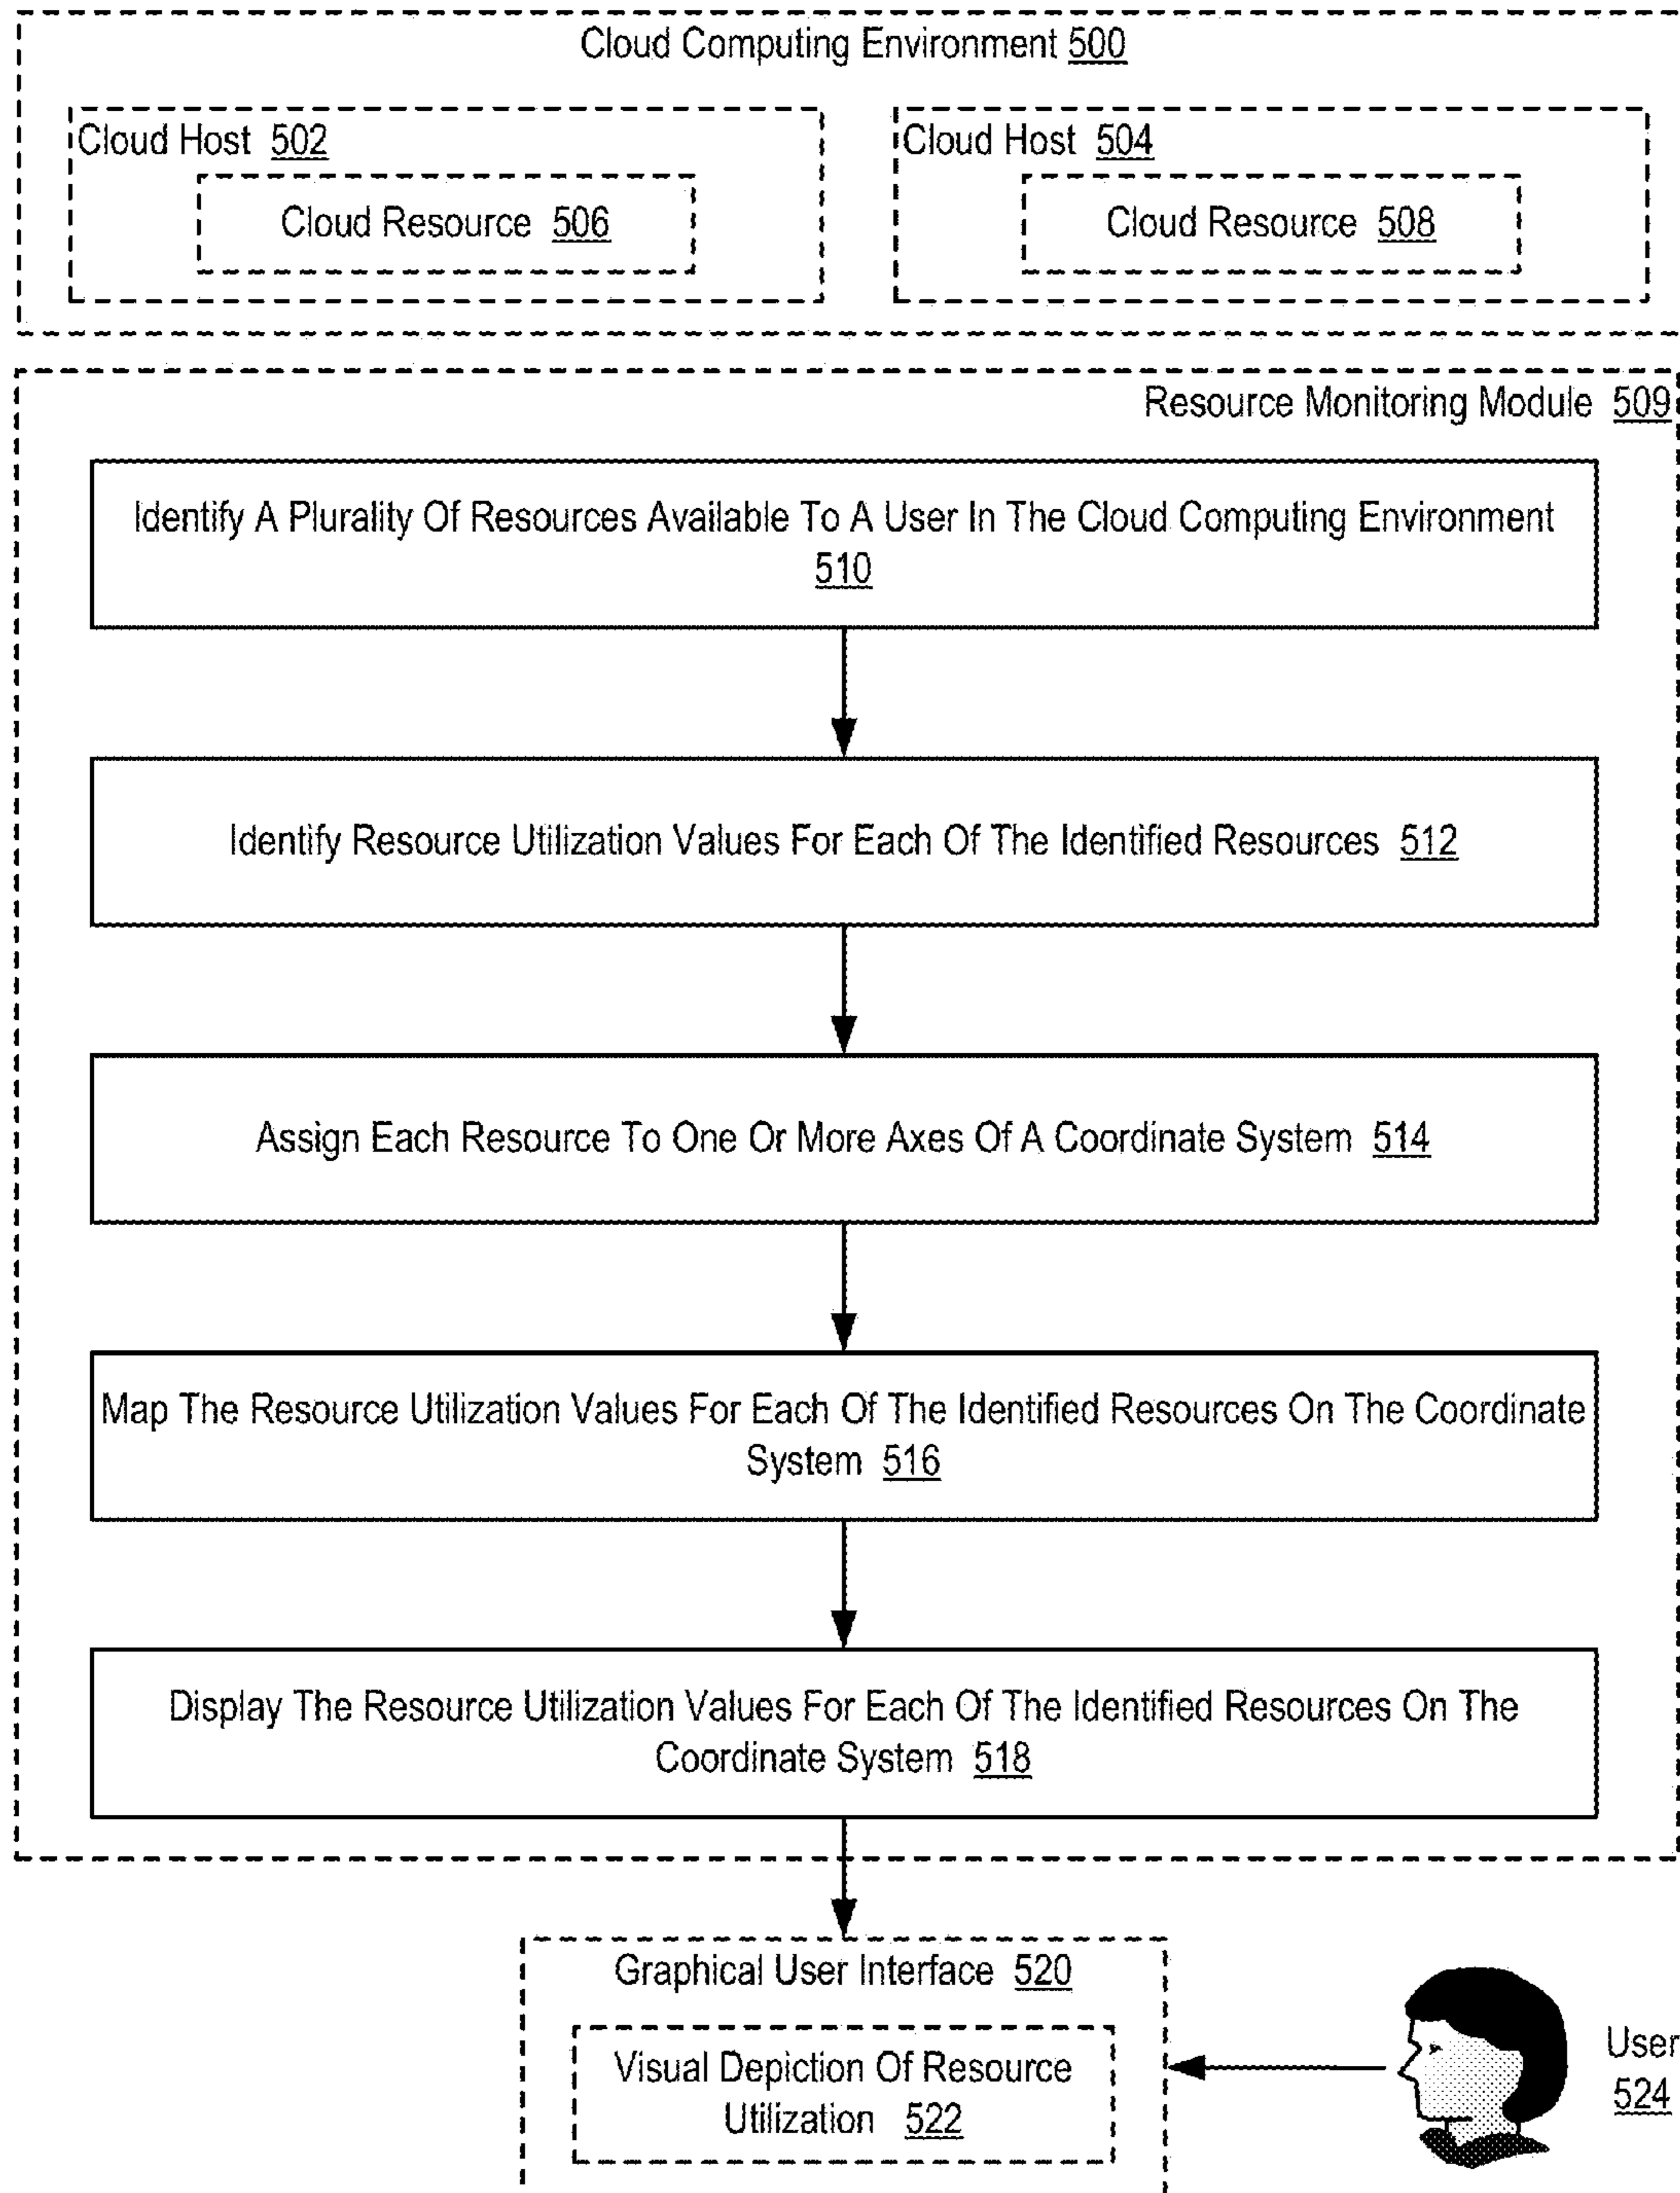 Cloud Computing Environment 500
Cloud Host 502
Cloud Resource 506
Cloud Host 504
Cloud Resource 508
Resource Monitoring Module 509
Identify A Plurality Of Resources Available To A User In The Cloud Computing Environment
510
Identify Resource Utilization Values For Each Of The Identified Resources 512
Assign Each Resource To One Or More Axes Of A Coordinate System 514
Map The Resource Utilization Values For Each Of The Identified Resources On The Coordinate
System 516
Display The Resource Utilization Values For Each Of The Identified Resources On The
Coordinate System 518
Graphical User Interface 520
Visual Depiction Of Resource
Utilization 522
User
524